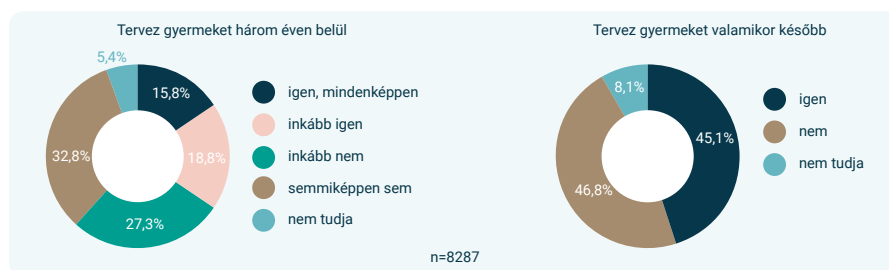 Tervez gyermeket három éven belül
5,4%
15,8%
18,8%
27,3%
32,8%
igen, mindenképpen
inkább igen
inkább nem
semmiképpen sem
nem tudja
Tervez gyermeket valamikor később
8,1%
45,1%
46,8%
igen
nem
nem tudja
n=8287